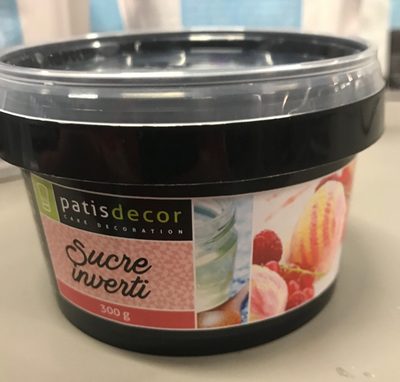 patisdecor
CAKE DECORATION
Sucre
inverti
300 g